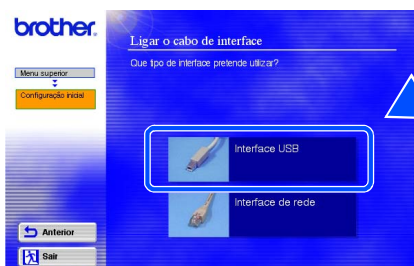 brother.
Ligar o cabo de interface
Que tipo de interface pretende utilizar?
Menu superior
Configuração inicial
Interface USB
Interface de rede
Anterior
Sair